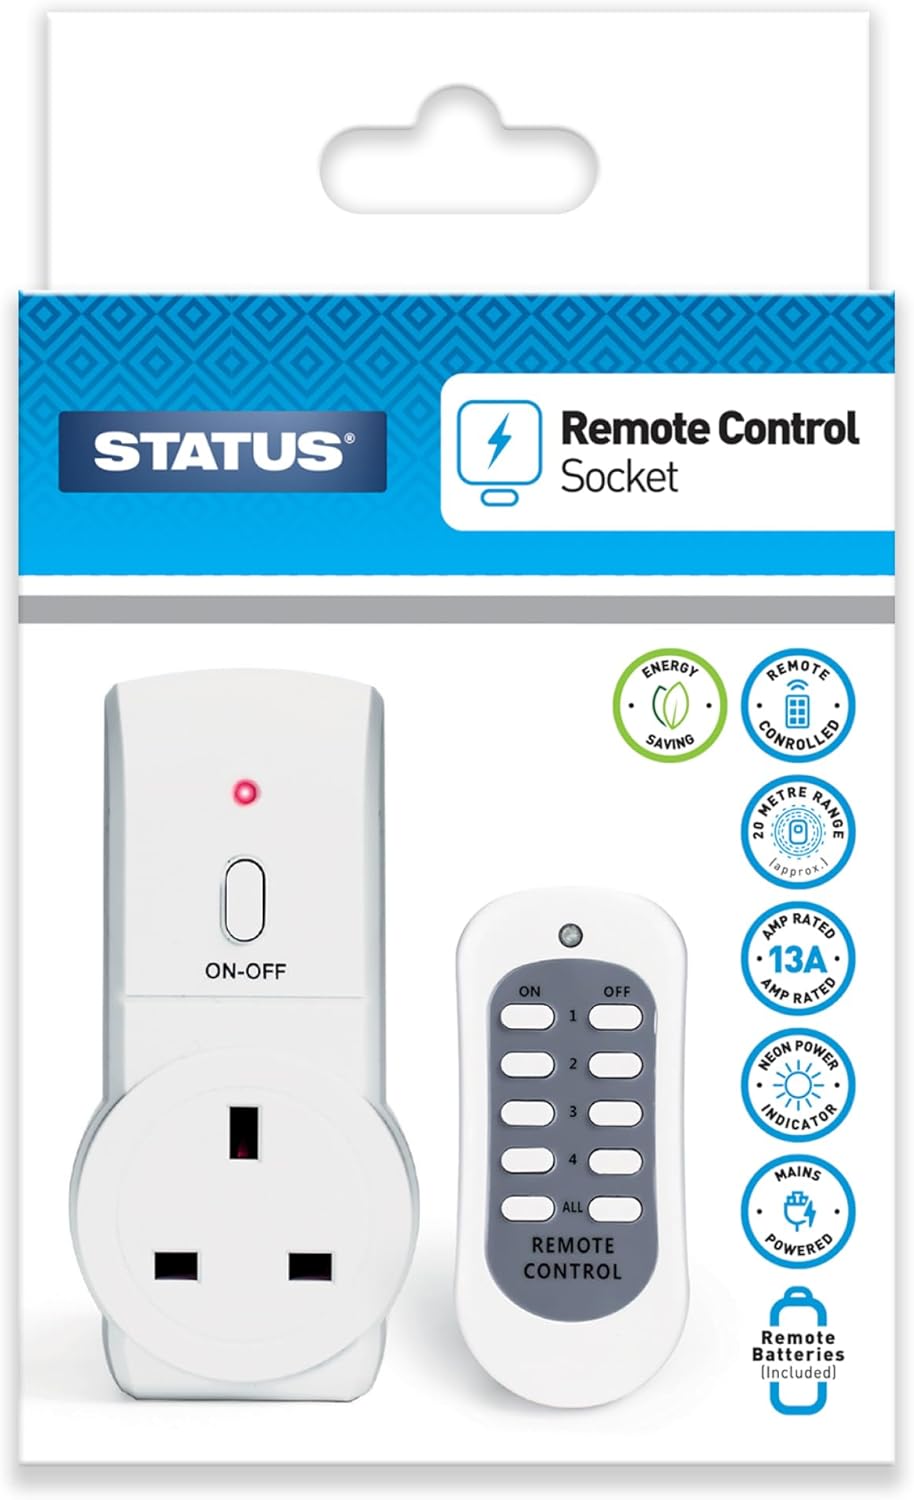 STATUS®
Remote Control
Socket
ENERGY
SAVING
REMOTE
CONROLLED
20 METRE RANGE
(approx.)
AMP RATED
13A
AMP RATED
NEON POWER
INDICATOR
MAINS
POWERED
Remote
Batteries
(Included)
ON-OFF
ON OFF
1
2
3
4
ALL
REMOTE
CONTROL